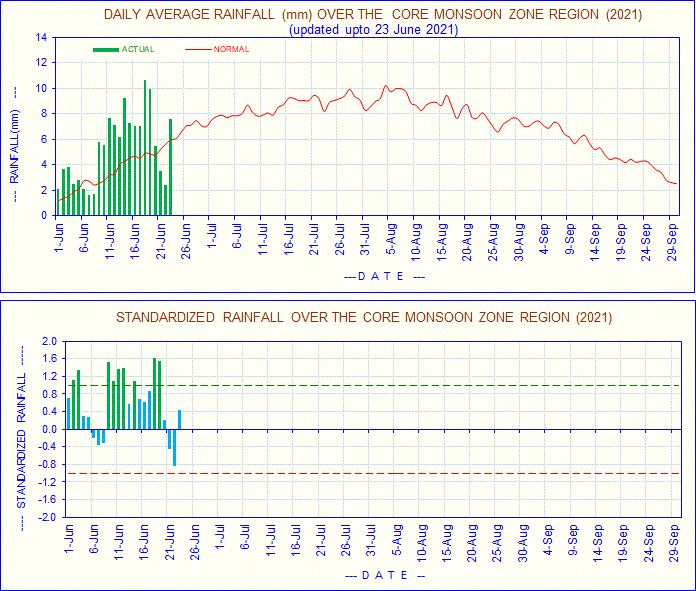 DAILY AVERAGE RAINFALL (mm) OVER THE CORE MONSOON ZONE REGION (2021)
(updated upto 23 June 2021)
ACTUAL NORMAL
--- RAINFALL(mm) ---
14
12
10
8
6
4
2
0
1-Jun 6-Jun 11-Jun 16-Jun 21-Jun 26-Jun 1-Jul 6-Jul 11-Jul 16-Jul 21-Jul 26-Jul 31-Jul 5-Aug 10-Aug 15-Aug 20-Aug 25-Aug 30-Aug 4-Sep 9-Sep 14-Sep 19-Sep 24-Sep 29-Sep
---D A T E ---
STANDARDIZED RAINFALL OVER THE CORE MONSOON ZONE REGION (2021)
---- STANDARDIZED RAINFALL -----
2.0
1.6
1.2
0.8
0.4
0.0
-0.4
-0.8
-1.2
-1.6
-2.0
1-Jun 6-Jun 11-Jun 16-Jun 21-Jun 26-Jun 1-Jul 6-Jul 11-Jul 16-Jul 21-Jul 26-Jul 31-Jul 5-Aug 10-Aug 15-Aug 20-Aug 25-Aug 30-Aug 4-Sep 9-Sep 14-Sep 19-Sep 24-Sep 29-Sep
--- D A T E --